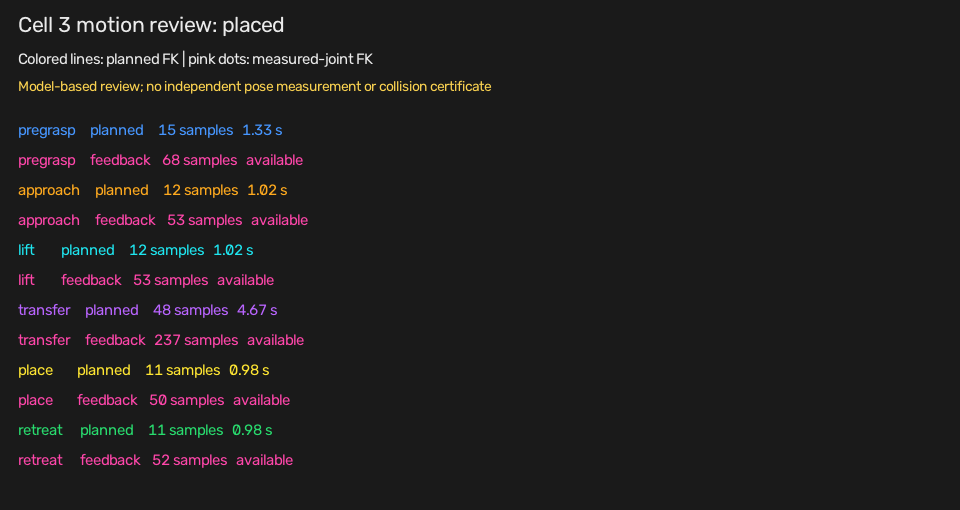 Cell 3 motion review: placed
Colored lines: planned FK | pink dots: measured-joint FK
Model-based review; no independent pose measurement or collision certificate
pregrasp planned 15 samples 1.33 s
pregrasp feedback 68 samples available
approach planned 12 samples 1.02 s
approach feedback 53 samples available
lift planned 12 samples 1.02 s
lift feedback 53 samples available
transfer planned 48 samples 4.67 s
transfer feedback 237 samples available
place planned 11 samples 0.98 s
place feedback 50 samples available
retreat planned 11 samples 0.98 s
retreat feedback 52 samples available